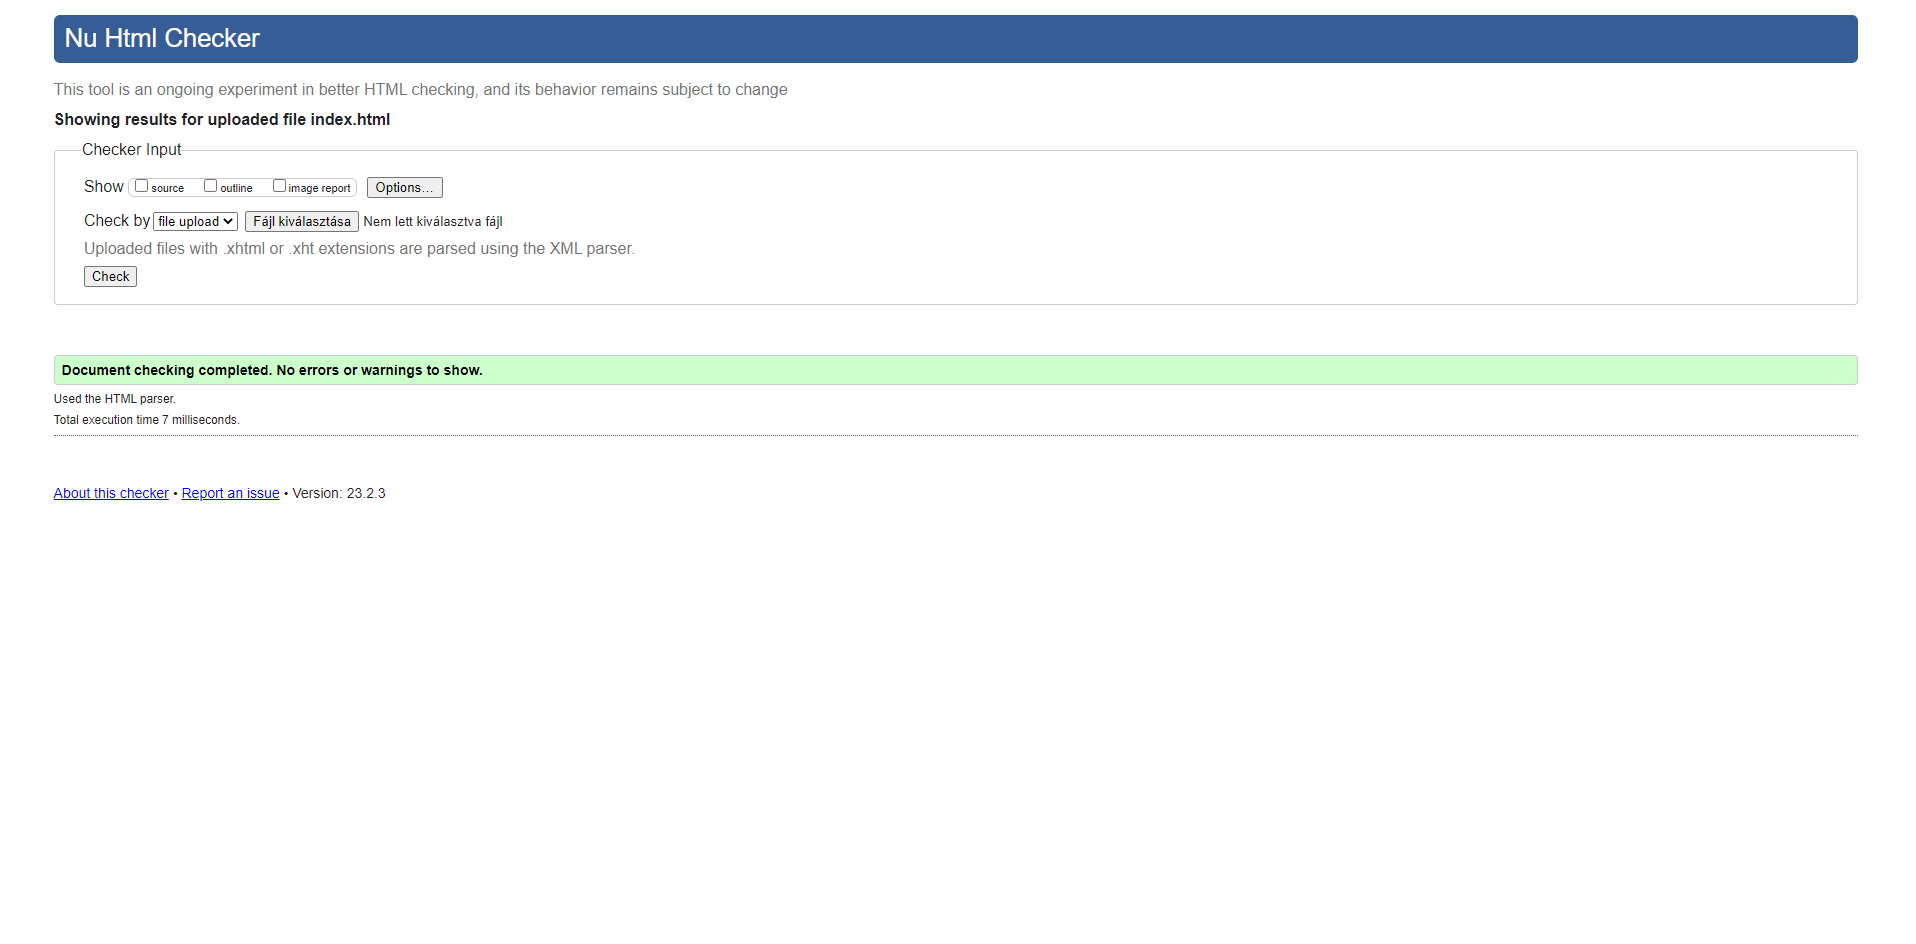 Nu Html Checker
This tool is an ongoing experiment in better HTML checking, and its behavior remains subject to change
Showing results for uploaded file index.html
Checker Input
Show source outline image report Options...
Check by file upload Fájl kiválasztása Nem lett kiválasztva fájl
Uploaded files with .xhtml or .xht extensions are parsed using the XML parser.
Check
Document checking completed. No errors or warnings to show.
Used the HTML parser.
Total execution time 7 milliseconds.
About this checker • Report an issue • Version: 23.2.3